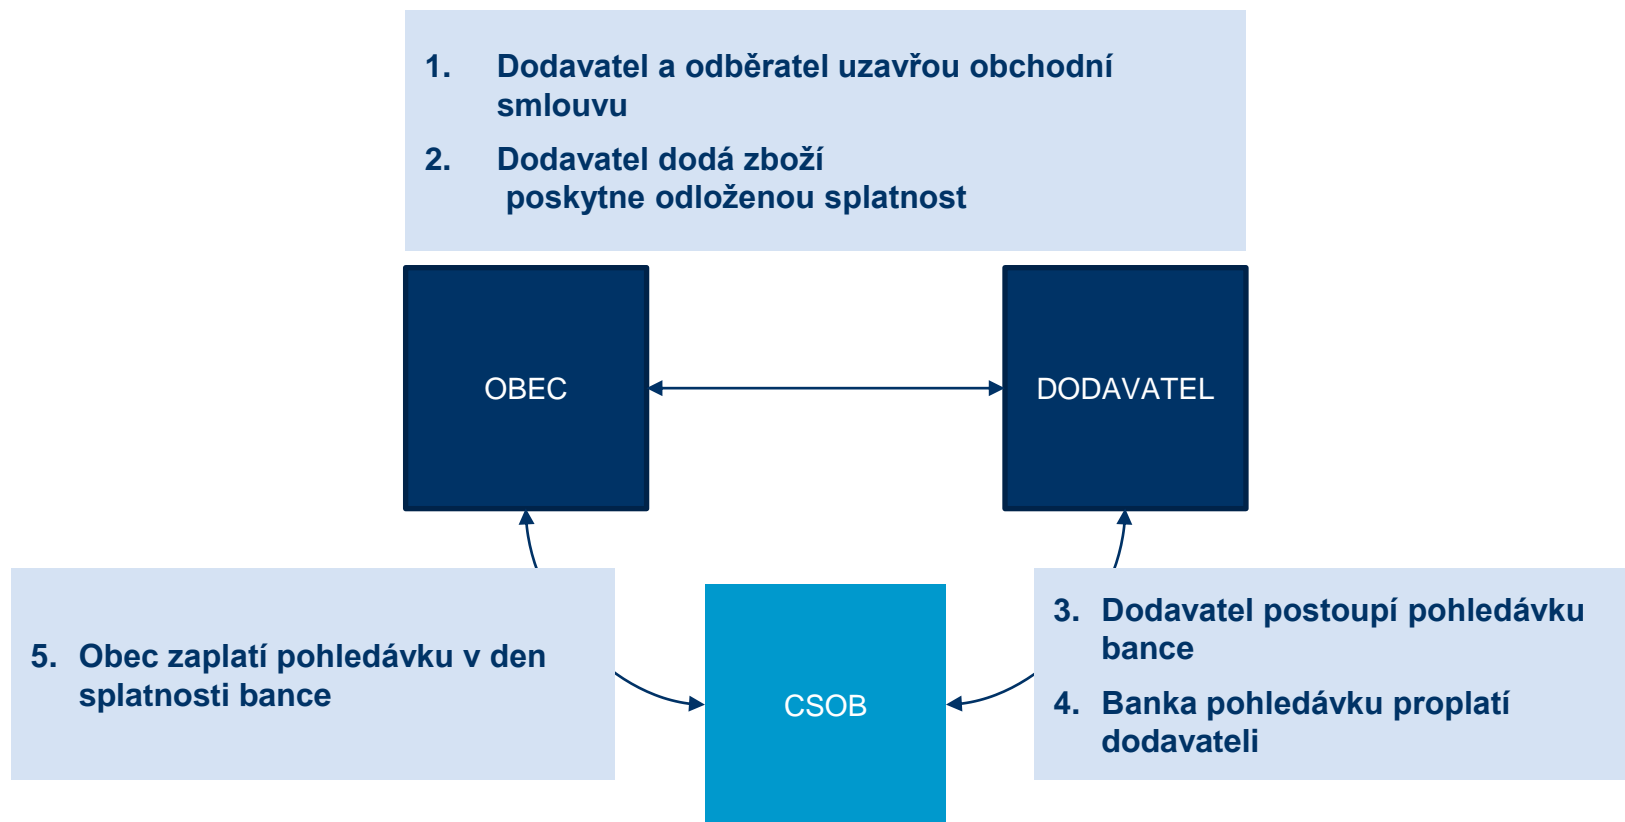 1. Dodavatel a odběratel uzavřou obchodní
smlouvu
2. Dodavatel dodá zboží
poskytne odloženou splatnost
OBEC
DODAVATEL
5. Obec zaplatí pohledávku v den
splatnosti bance
CSOB
3. Dodavatel postoupí pohledávku
bance
4. Banka pohledávku proplatí
dodavateli